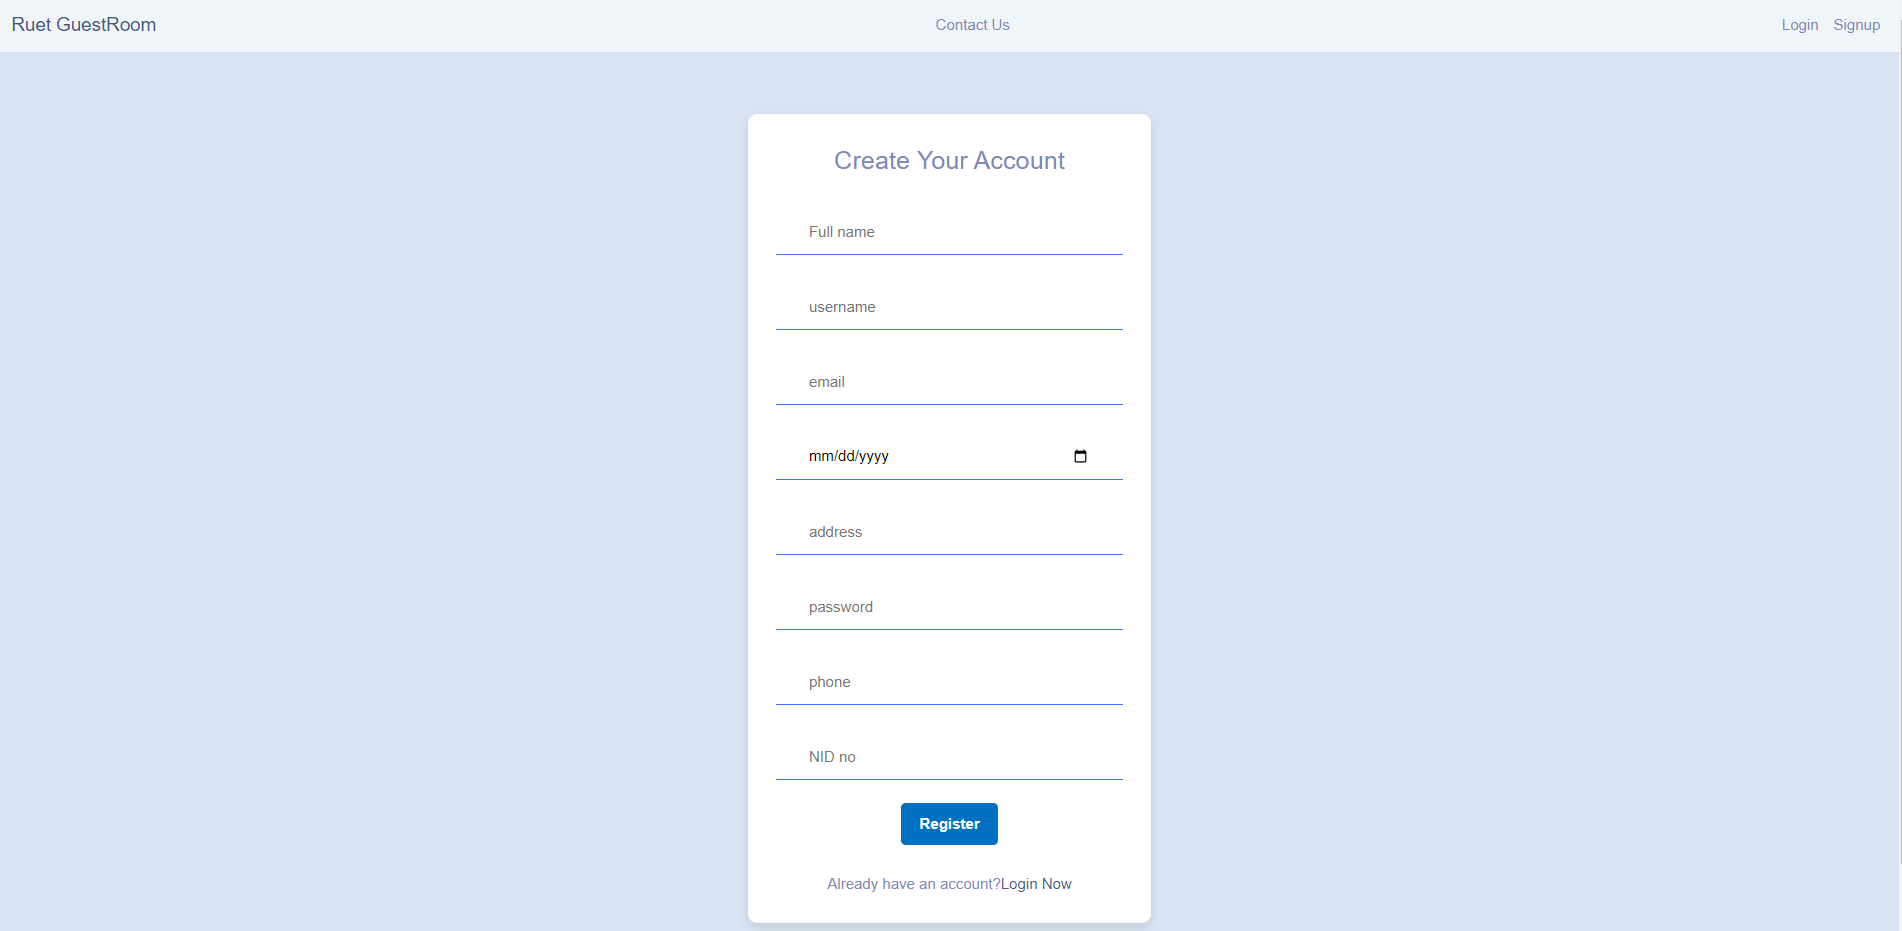 Ruet GuestRoom
Contact Us
Login Signup
Create Your Account
Full name
username
email
mm/dd/yyyy
address
password
phone
NID no
Register
Already have an account?Login Now